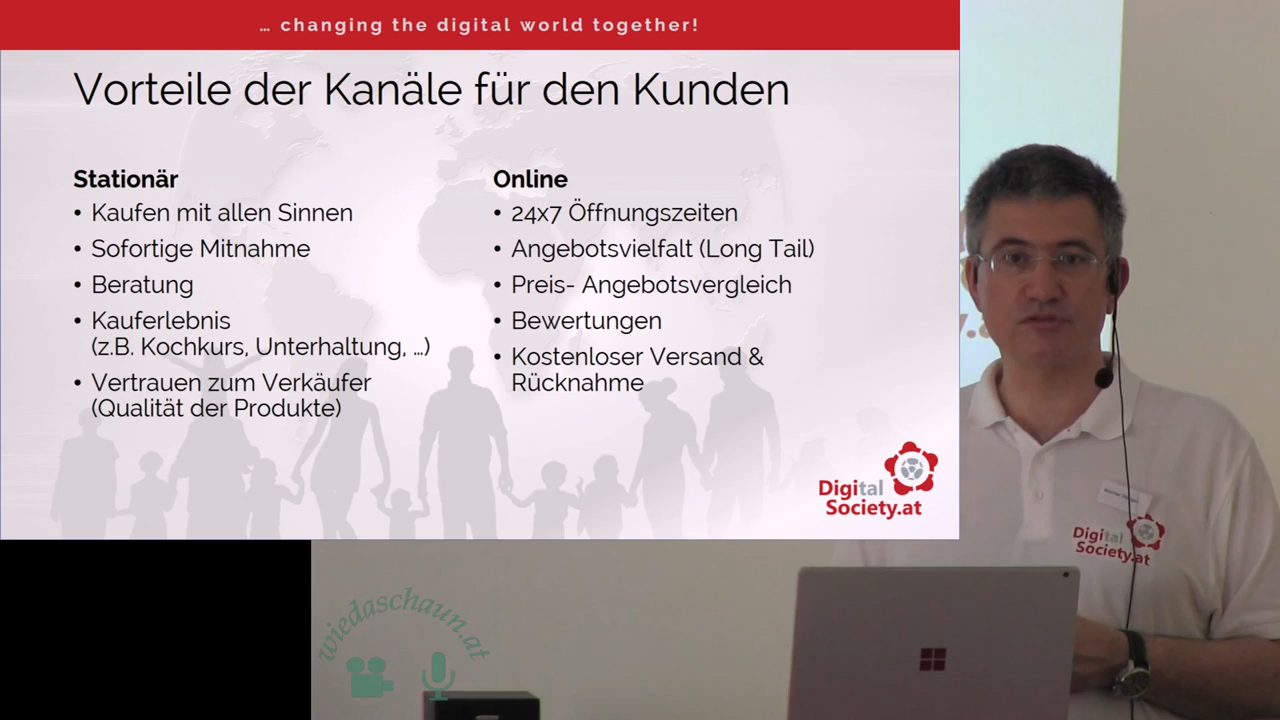 … changing the digital world together!
Vorteile der Kanäle für den Kunden
Stationär
• Kaufen mit allen Sinnen
• Sofortige Mitnahme
• Beratung
• Kauferlebnis
(z.B. Kochkurs, Unterhaltung, …)
• Vertrauen zum Verkäufer
(Qualität der Produkte)
Online
• 24x7 Öffnungszeiten
• Angebotsvielfalt (Long Tail)
• Preis- Angebotsvergleich
• Bewertungen
• Kostenloser Versand &
Rücknahme
Digital
Society.at
Digital
Society.at
wiedaschaun.at